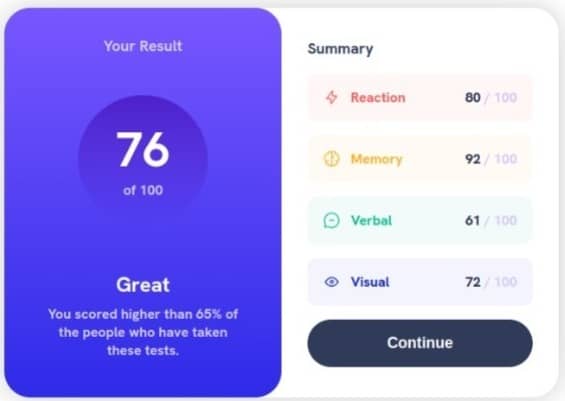 Your Result
76
of 100
Great
You scored higher than 65% of
the people who have taken
these tests.
Summary
Reaction 80 / 100
Memory 92 / 100
Verbal 61 / 100
Visual 72 / 100
Continue